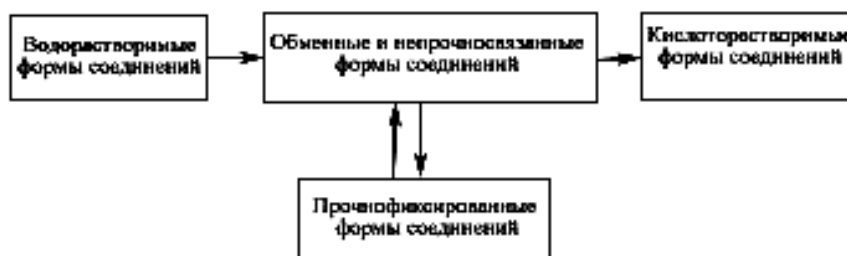 Водорастворимые
формы соединений
Обменные и непрочносвязанные
формы соединений
Кислоторастворимые
формы соединений
Прочнофиксированные
формы соединений